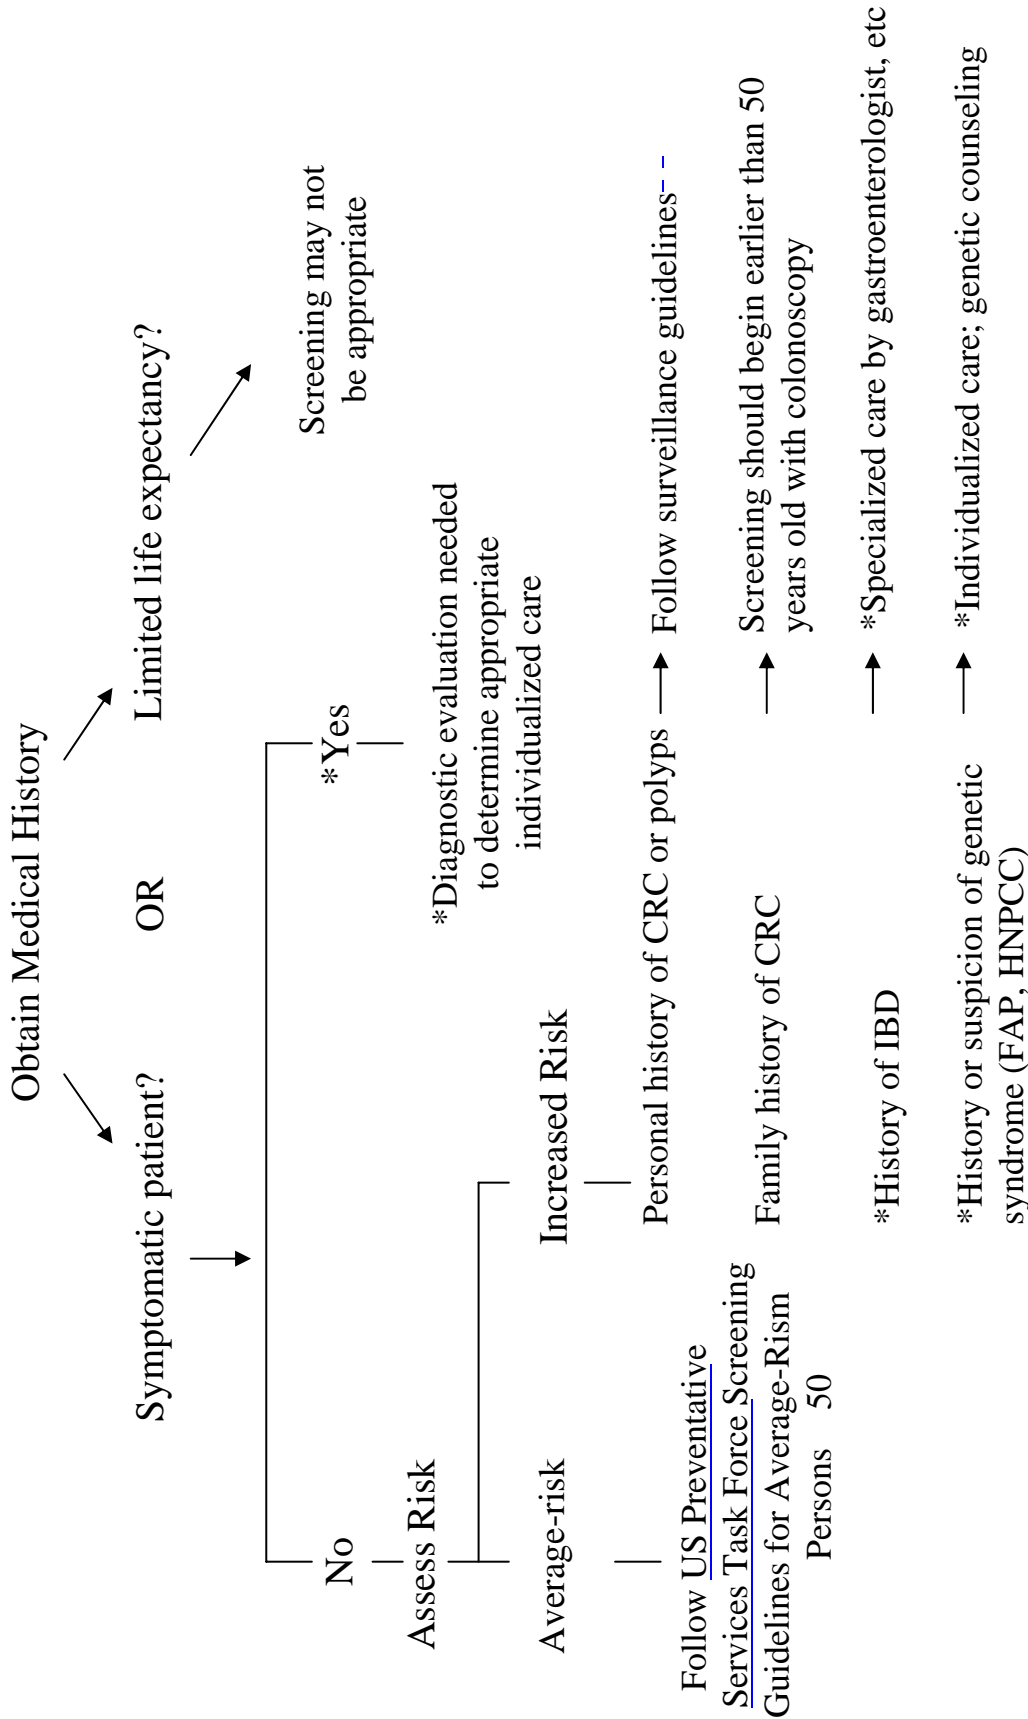 Obtain Medical History
Symptomatic patient?
OR
Limited life expectancy?
Screening may not
be appropriate
No
*Yes
*Diagnostic evaluation needed
to determine appropriate
individualized care
Assess Risk
Average-risk
Increased Risk
Follow US Preventative
Services Task Force Screening
Guidelines for Average-Rism
Persons 50
Personal history of CRC or polyps
Follow surveillance guidelines
Family history of CRC
Screening should begin earlier than 50
years old with colonoscopy
*History of IBD
*Specialized care by gastroenterologist, etc
*History or suspicion of genetic
syndrome (FAP, HNPCC)
*Individualized care; genetic counseling